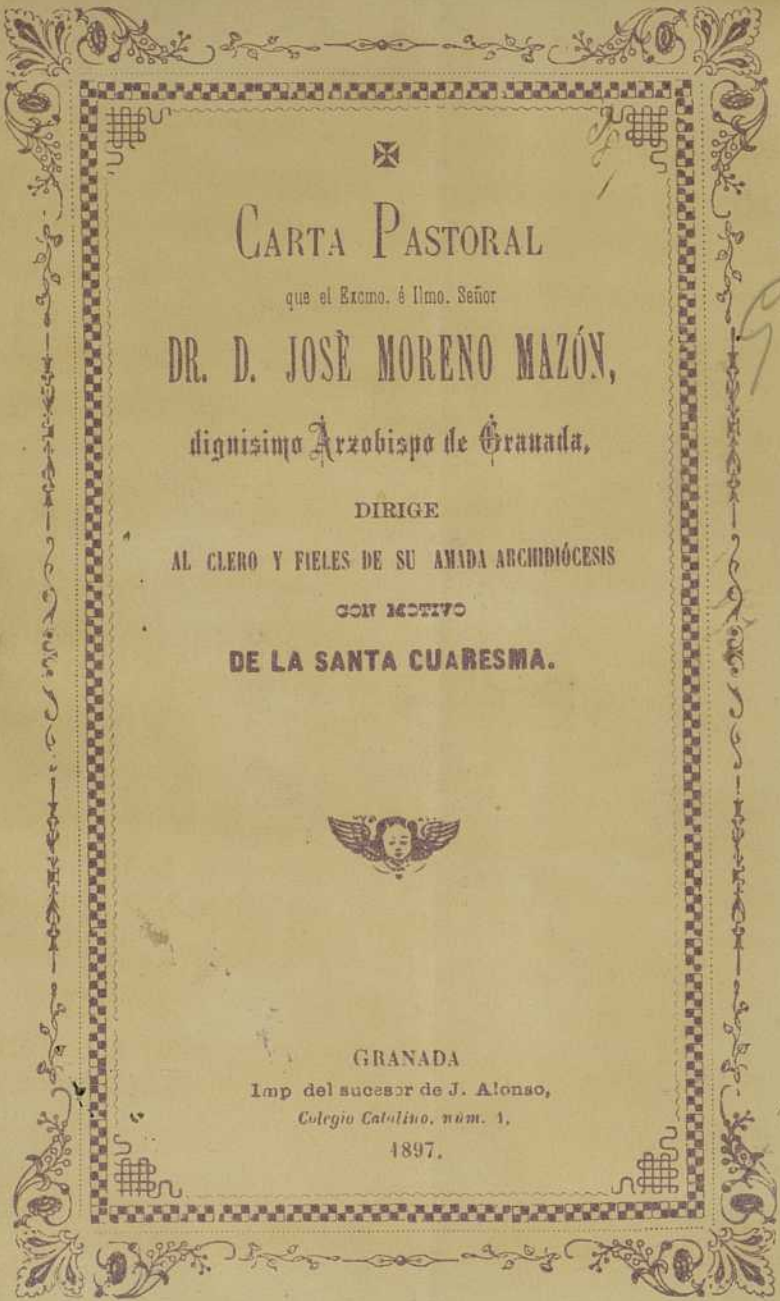 CARTA PASTORAL
que el Excmo. é Ilmo. Señor
DR. D. JOSÈ MORENO MAZÓN,
dignisimo Arzobispo de Granada,
DIRIGE
AL CLERO Y FIELES DE SU AMADA ARCHIDIÓCESIS
CON MOTIVO
DE LA SANTA CUARESMA.
GRANADA
Imp del sucesor de J. Alonso,
Colegio Catalino, núm. 1,
1897.